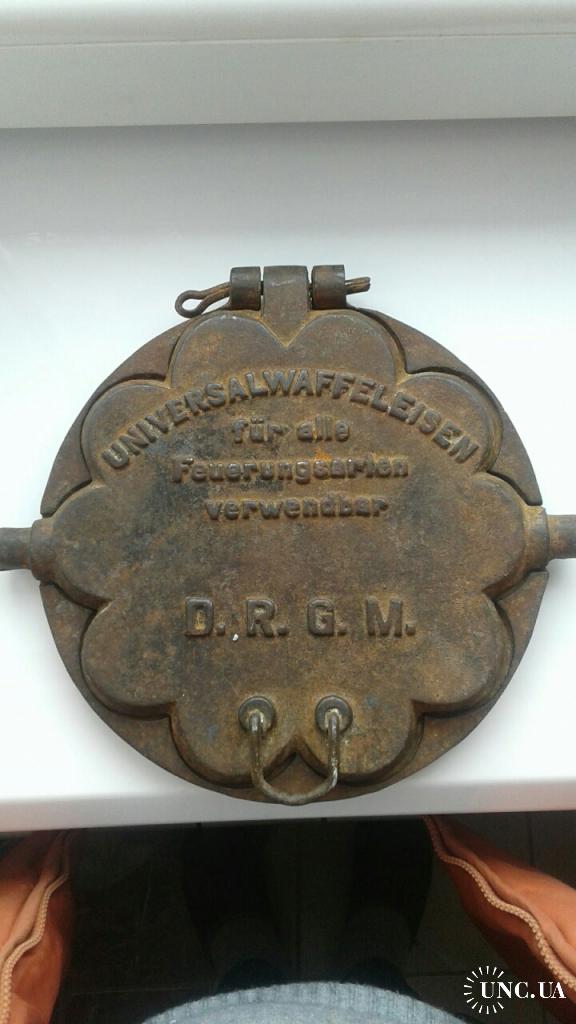 UNIVERSALWAFFELEISEN
für alle
Feuerungsarten
verwendbar
D. R. G. M.
UNC.UA